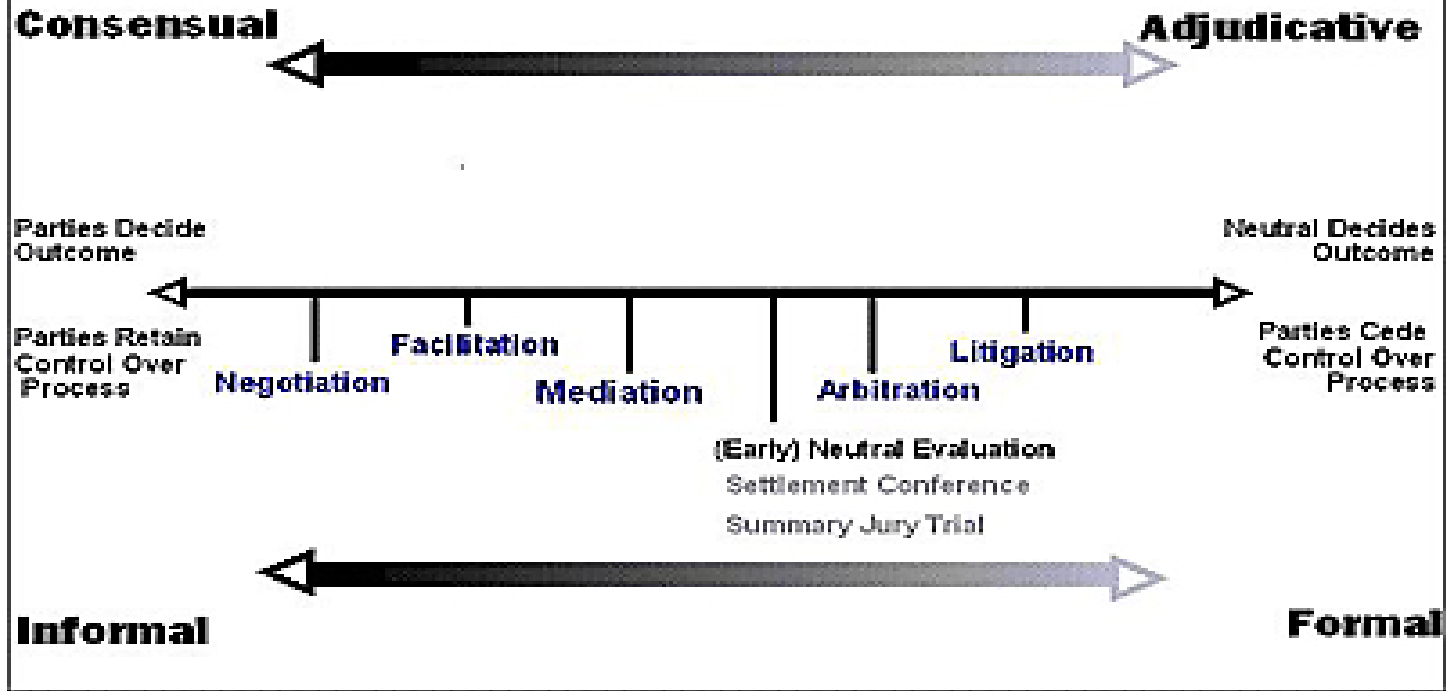 Consensual
Adjudicative
Parties Decide
Outcome
Neutral Decides
Outcome
Parties Retain
Control Over
Process
Parties Cede
Control Over
Process
Negotiation
Facilitation
Mediation
Arbitration
Litigation
(Early) Neutral Evaluation
Settlement Conference
Summary Jury Trial
Informal
Formal